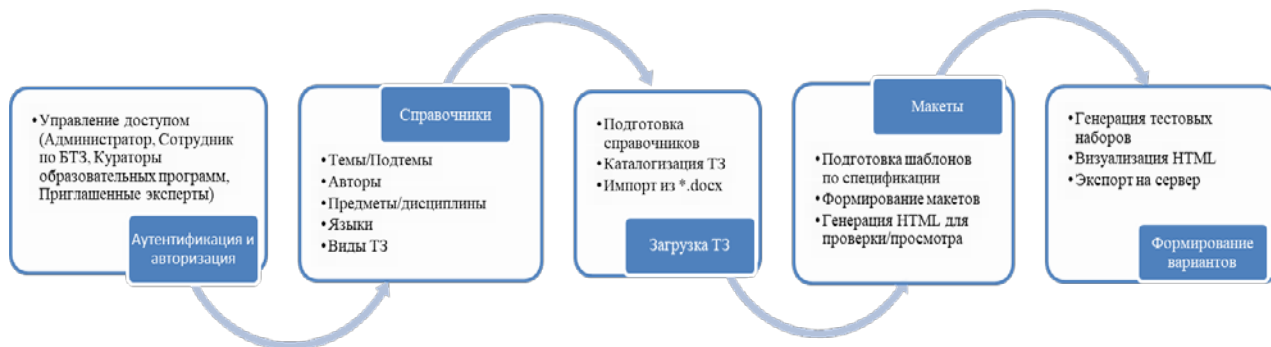 •Управление доступом
(Администратор, Сотрудник
по БТЗ, Кураторы
образовательных программ,
Приглашенные эксперты)
Аутентификация и
авторизация
Справочники
•Темы/Подтемы
•Авторы
•Предметы/дисциплины
•Языки
•Виды ТЗ
•Подготовка
справочников
•Каталогизация ТЗ
•Импорт из *.docx
Загрузка ТЗ
Макеты
•Подготовка шаблонов
по спецификации
•Формирование макетов
•Генерация HTML для
проверки/просмотра
•Генерация тестовых
наборов
•Визуализация HTML
•Экспорт на сервер
Формирование
вариантов